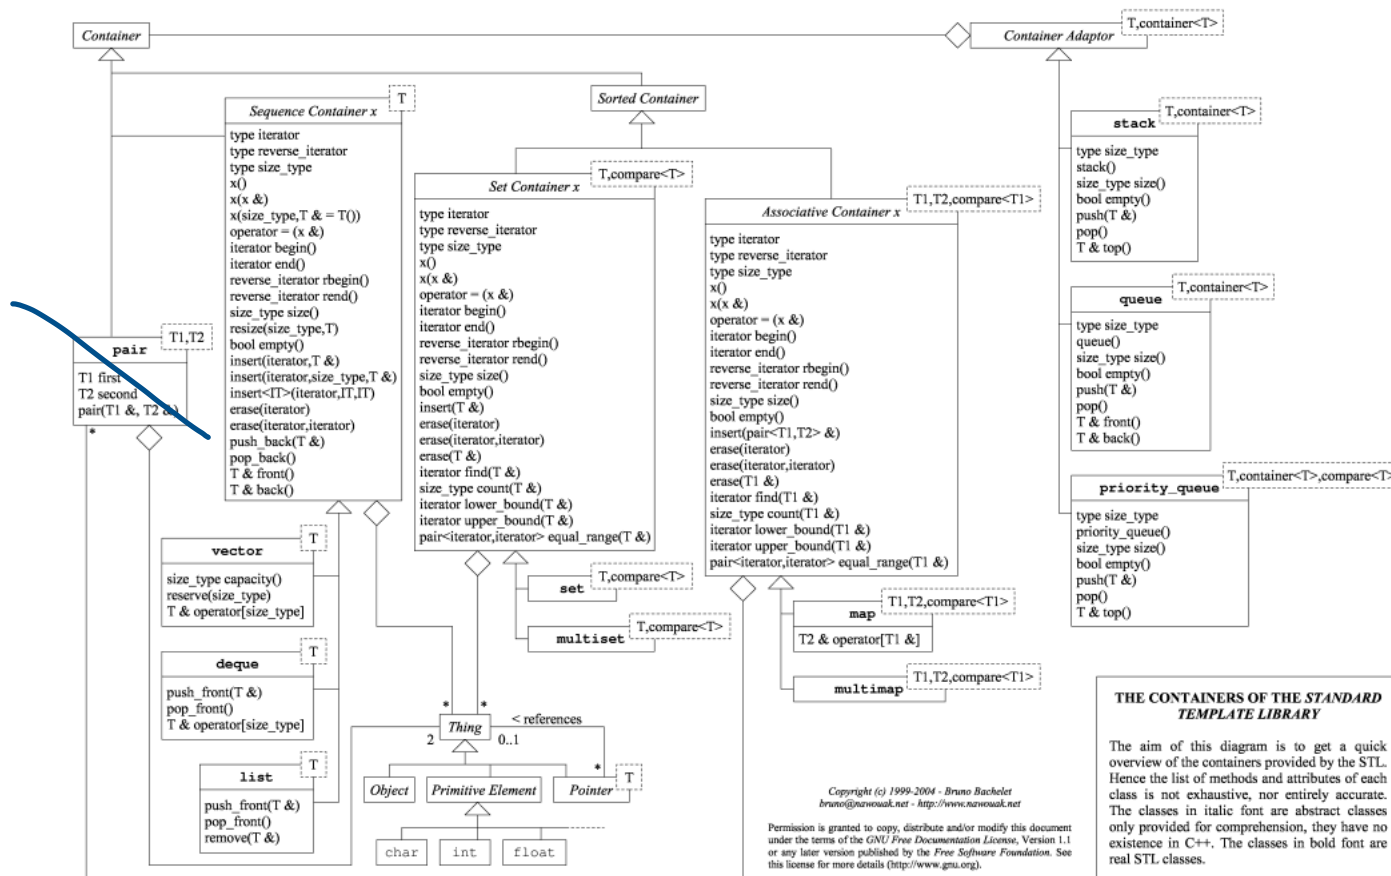 Container
Container Adaptor
T,container<T>
Sorted Container
Sequence Container x
T
type iterator
type reverse_iterator
type size_type
x()
x(x &)
x(size_type,T & = T())
operator = (x &)
iterator begin()
iterator end()
reverse_iterator rbegin()
reverse_iterator rend()
size_type size()
resize(size_type,T)
bool empty()
insert(iterator,T &)
insert(iterator,size_type,T &)
insert<IT>(iterator,IT,IT)
erase(iterator)
erase(iterator,iterator)
push_back(T &)
pop_back()
T & front()
T & back()
Set Container x
T,compare<T>
type iterator
type reverse_iterator
type size_type
x()
x(x &)
operator = (x &)
iterator begin()
iterator end()
reverse_iterator rbegin()
reverse_iterator rend()
size_type size()
bool empty()
insert(T &)
erase(iterator)
erase(iterator,iterator)
erase(T &)
iterator find(T &)
size_type count(T &)
iterator lower_bound(T &)
iterator upper_bound(T &)
pair<iterator,iterator> equal_range(T &)
Associative Container x
T1,T2,compare<T1>
type iterator
type reverse_iterator
type size_type
x()
x(x &)
operator = (x &)
iterator begin()
iterator end()
reverse_iterator rbegin()
reverse_iterator rend()
size_type size()
bool empty()
insert(pair<T1,T2> &)
erase(iterator)
erase(iterator,iterator)
erase(T1 &)
iterator find(T1 &)
size_type count(T1 &)
iterator lower_bound(T1 &)
iterator upper_bound(T1 &)
pair<iterator,iterator> equal_range(T1 &)
stack
T,container<T>
type size_type
stack()
size_type size()
bool empty()
push(T &)
pop()
T & top()
queue
T,container<T>
type size_type
queue()
size_type size()
bool empty()
push(T &)
pop()
T & front()
T & back()
priority_queue
T,container<T>,compare<T>
type size_type
priority_queue()
size_type size()
bool empty()
push(T &)
pop()
T & top()
pair
T1,T2
T1 first
T2 second
pair(T1 &, T2 &)
*
vector
T
size_type capacity()
reserve(size_type)
T & operator[size_type]
deque
T
push_front(T &)
pop_front()
T & operator[size_type]
list
T
push_front(T &)
pop_front()
remove(T &)
set
T,compare<T>
multiset
T,compare<T>
map
T1,T2,compare<T1>
T2 & operator[T1 &]
multimap
T1,T2,compare<T1>
* *
Thing
< references
2
0..1
*
Object
Primitive Element
Pointer
T
char
int
float
Copyright (c) 1999-2004 - Bruno Bachelet
bruno@nawouak.net - http://www.nawouak.net
Permission is granted to copy, distribute and/or modify this document
under the terms of the GNU Free Documentation License, Version 1.1
or any later version published by the Free Software Foundation. See
this license for more details (http://www.gnu.org).
THE CONTAINERS OF THE STANDARD
TEMPLATE LIBRARY
The aim of this diagram is to get a quick
overview of the containers provided by the STL.
Hence the list of methods and attributes of each
class is not exhaustive, nor entirely accurate.
The classes in italic font are abstract classes
only provided for comprehension, they have no
existence in C++. The classes in bold font are
real STL classes.